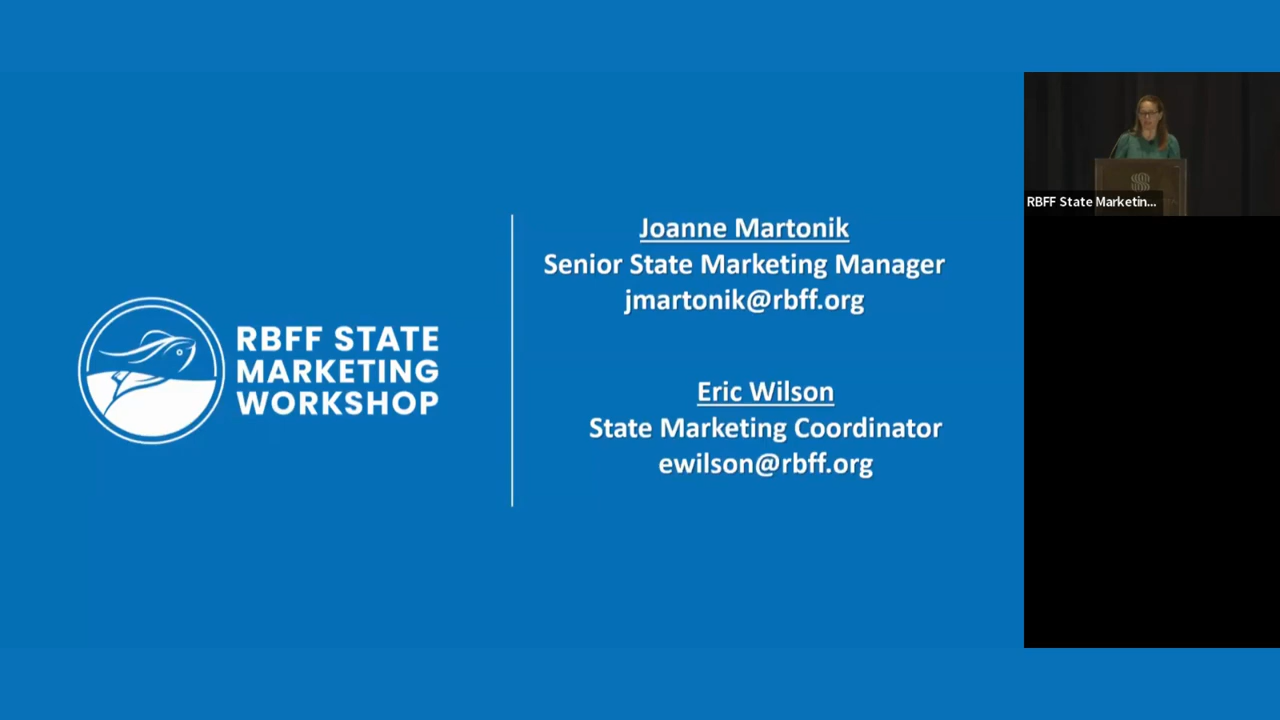 RBFF STATE
MARKETING
WORKSHOP
Joanne Martonik
Senior State Marketing Manager
jmartonik@rbff.org
Eric Wilson
State Marketing Coordinator
ewilson@rbff.org
RBFF State Marketin...